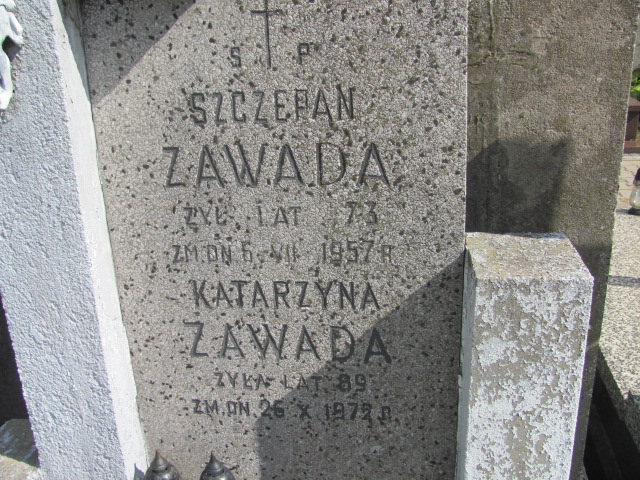 ZAWADA
S P
SZCZEPAN
ZAWADA
ŻYŁ LAT 73
ZM. DN 6. VII 1957 R.
KATARZYNA
ZAWADA
ŻYŁA LAT 89
ZM. DN. 26 X 1972 R.